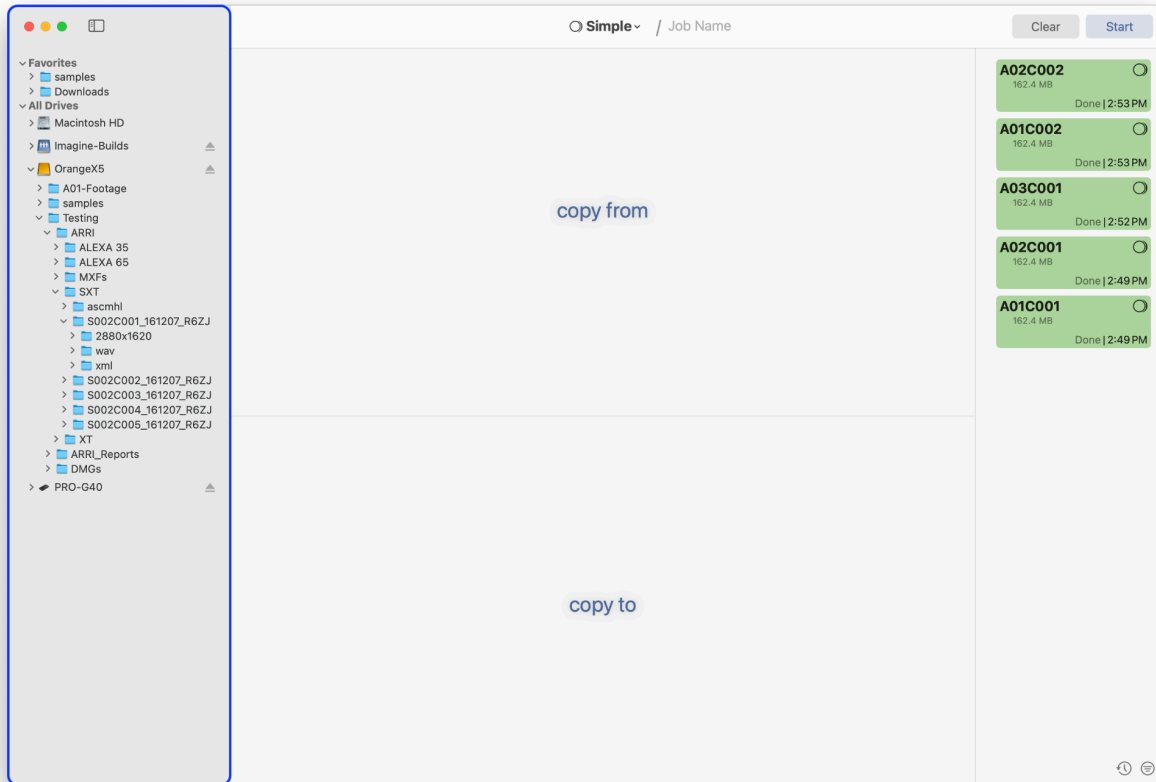 Simple
/ Job Name
Clear
Start
Favorites
samples
Downloads
All Drives
Macintosh HD
Imagine-Builds
OrangeX5
A01-Footage
samples
Testing
ARRI
ALEXA 35
ALEXA 65
MXFs
SXT
ascmhl
S002C001_161207_R6ZJ
2880x1620
wav
xml
S002C002_161207_R6ZJ
S002C003_161207_R6ZJ
S002C004_161207_R6ZJ
S002C005_161207_R6ZJ
XT
ARRI_Reports
DMGs
PRO-G40
copy from
copy to
A02C002
162.4 MB
Done | 2:53 PM
A01C002
162.4 MB
Done | 2:53 PM
A03C001
162.4 MB
Done | 2:52 PM
A02C001
162.4 MB
Done | 2:49 PM
A01C001
162.4 MB
Done | 2:49 PM